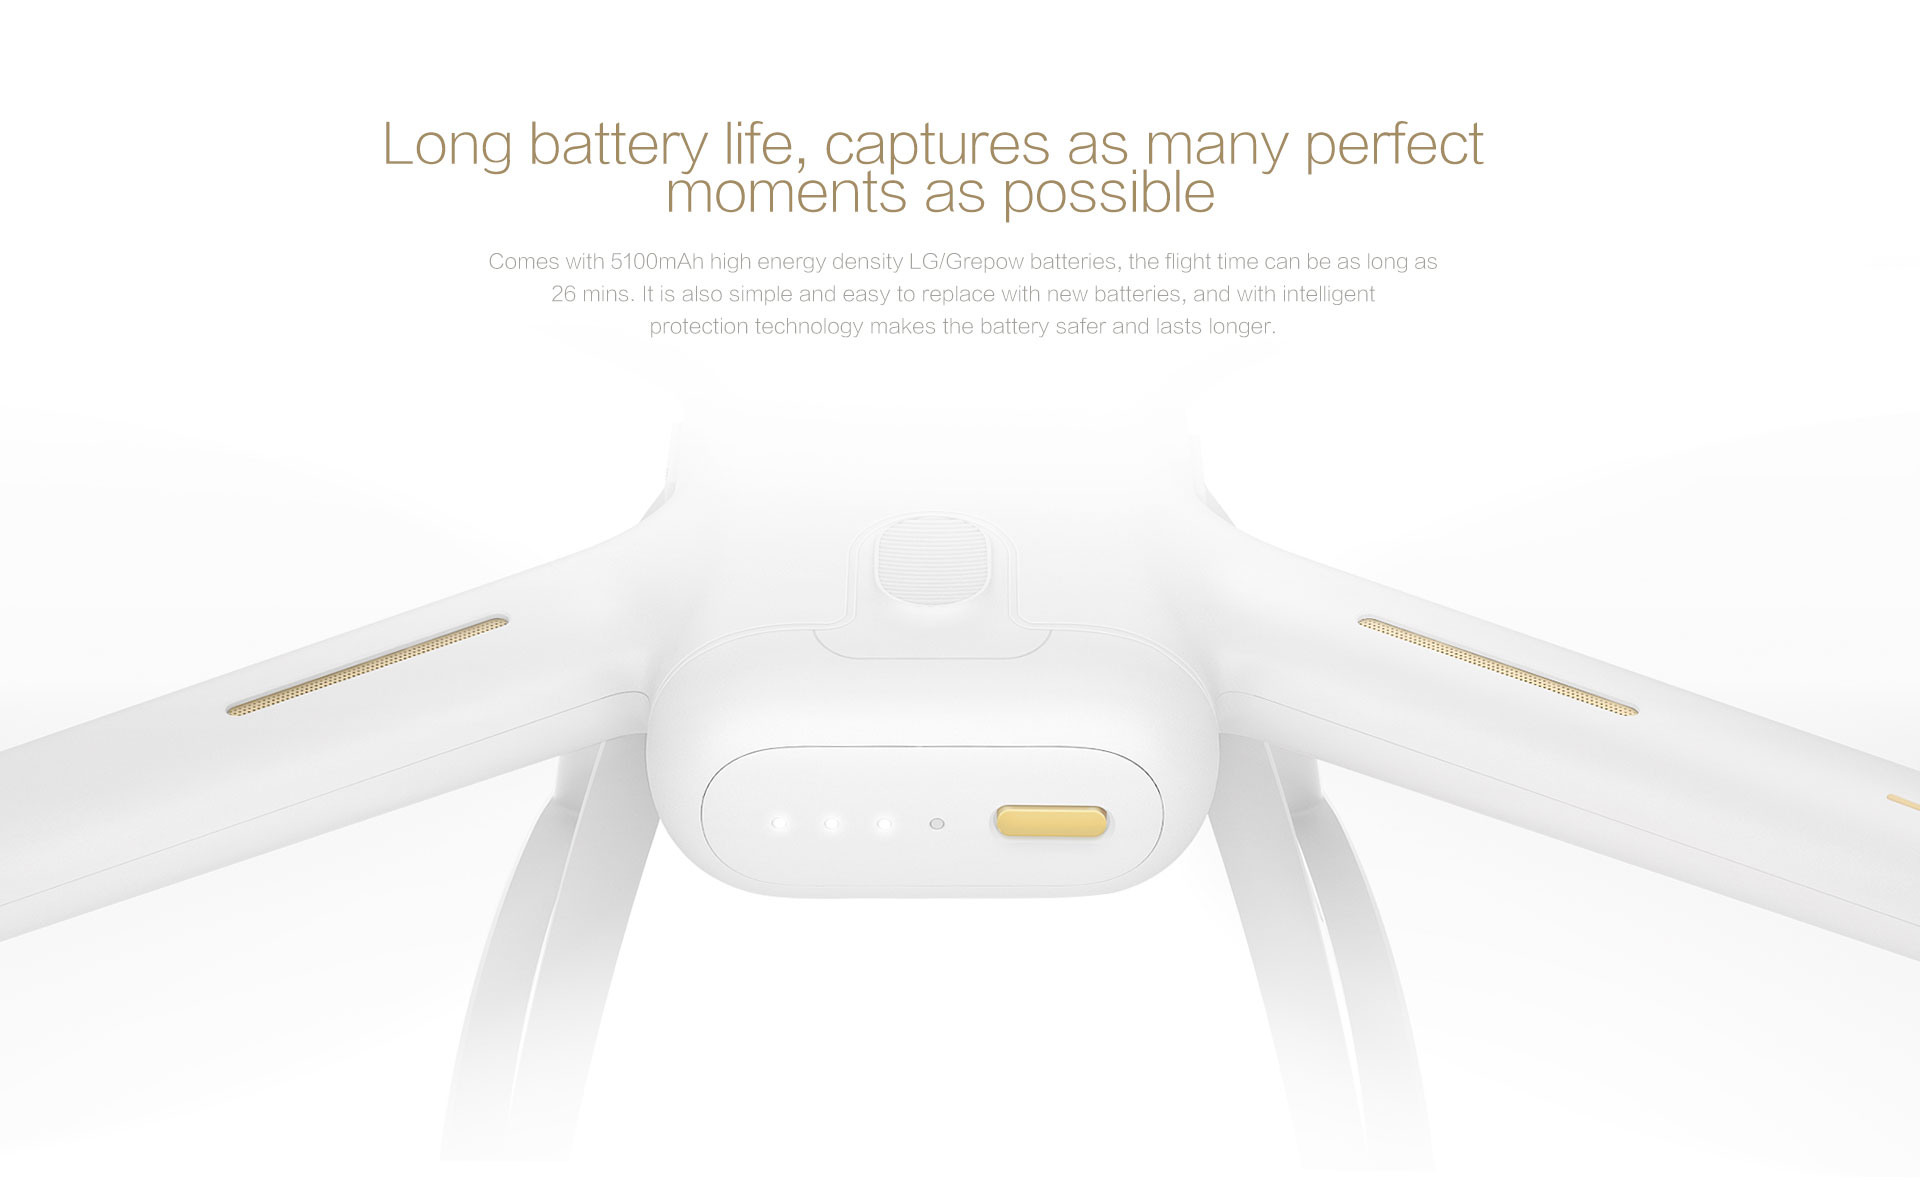 Long battery life, captures as many perfect
moments as possible
Comes with 5100mAh high energy density LG/Grepow batteries, the flight time can be as long as
26 mins. It is also simple and easy to replace with new batteries, and with intelligent
protection technology makes the battery safer and lasts longer.